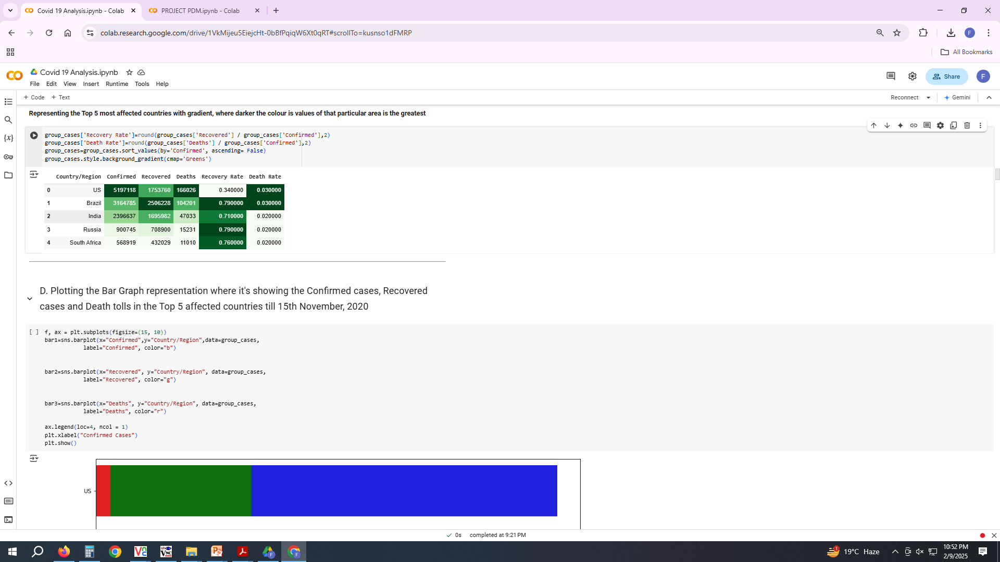 Covid 19 Analysis.ipynb - Colab
PROJECT PDM.ipynb - Colab
colab.research.google.com/drive/1VkMijeu5EiejcHt-0bBfPqiqW6Xt0qRT#scrollTo=kusnso1dFMRP
F
All Bookmarks
Covid 19 Analysis.ipynb
File Edit View Insert Runtime Tools Help
Share
F
+ Code + Text
Reconnect
Gemini
Representing the Top 5 most affected countries with gradient, where darker the colour is values of that particular area is the greatest
group_cases['Recovery Rate']=round(group_cases['Recovered'] / group_cases['Confirmed'],2)
group_cases['Death Rate']=round(group_cases['Deaths'] / group_cases['Confirmed'],2)
group_cases=group_cases.sort_values(by='Confirmed', ascending= False)
group_cases.style.background_gradient(cmap='Greens')
Country/Region Confirmed Recovered Deaths Recovery Rate Death Rate
0 US 5197118 1753760 166026 0.340000 0.030000
1 Brazil 3164785 2506228 104201 0.790000 0.030000
2 India 2396637 1695982 47033 0.710000 0.020000
3 Russia 900745 708900 15231 0.790000 0.020000
4 South Africa 568919 432029 11010 0.760000 0.020000
D. Plotting the Bar Graph representation where it's showing the Confirmed cases, Recovered
cases and Death tolls in the Top 5 affected countries till 15th November, 2020
[ ] f, ax = plt.subplots(figsize=(15, 10))
bar1=sns.barplot(x="Confirmed",y="Country/Region",data=group_cases,
label="Confirmed", color="b")
bar2=sns.barplot(x="Recovered", y="Country/Region", data=group_cases,
label="Recovered", color="g")
bar3=sns.barplot(x="Deaths", y="Country/Region", data=group_cases,
label="Deaths", color="r")
ax.legend(loc=4, ncol = 1)
plt.xlabel("Confirmed Cases")
plt.show()
US
0s completed at 9:21 PM
19°C Haze
10:52 PM
2/9/2025